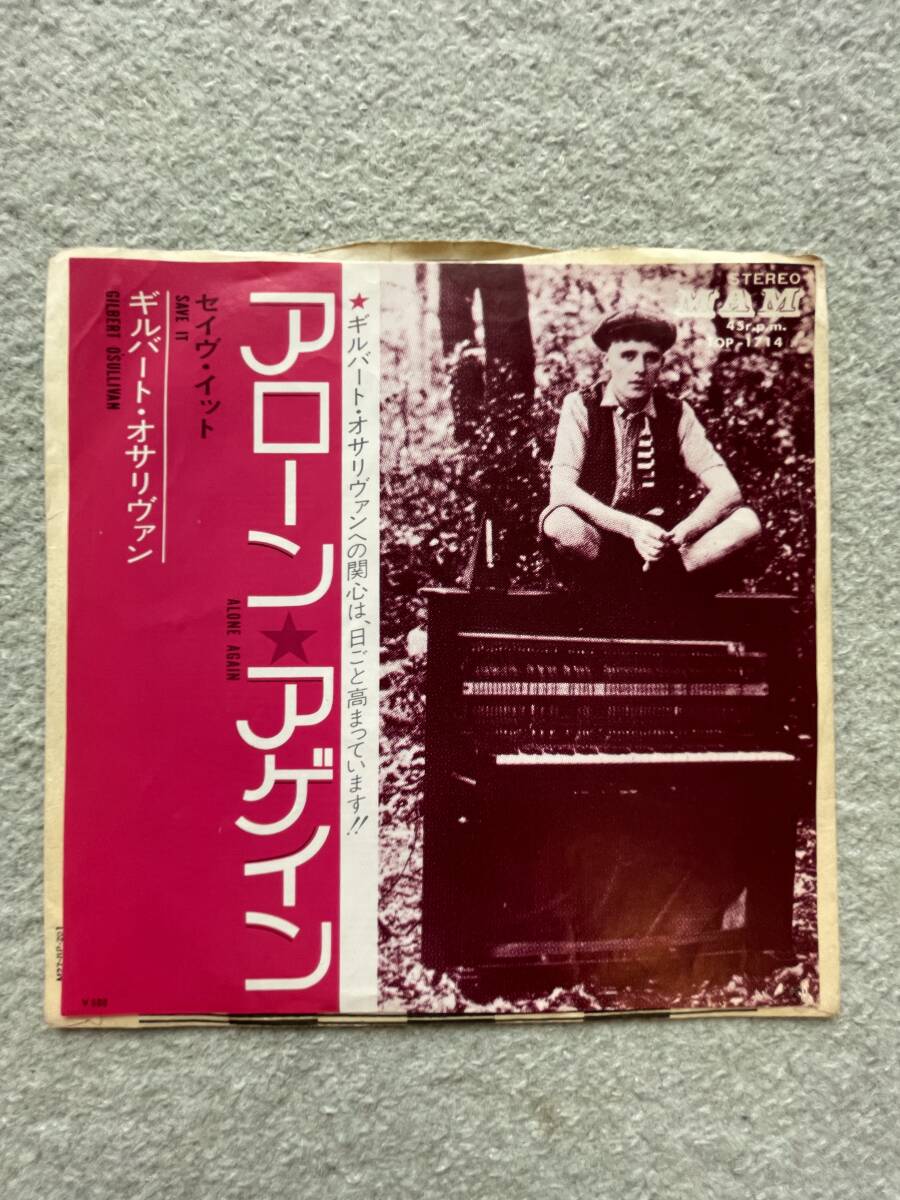 STEREO
MAM
45r.p.m.
TOP-1714
★ギルバート・オサリヴァンへの関心は、日ごと高まっています!!
アローン★アゲイン
ALONE AGAIN
セイヴ・イット
SAVE IT
ギルバート・オサリヴァン
GILBERT O'SULLIVAN